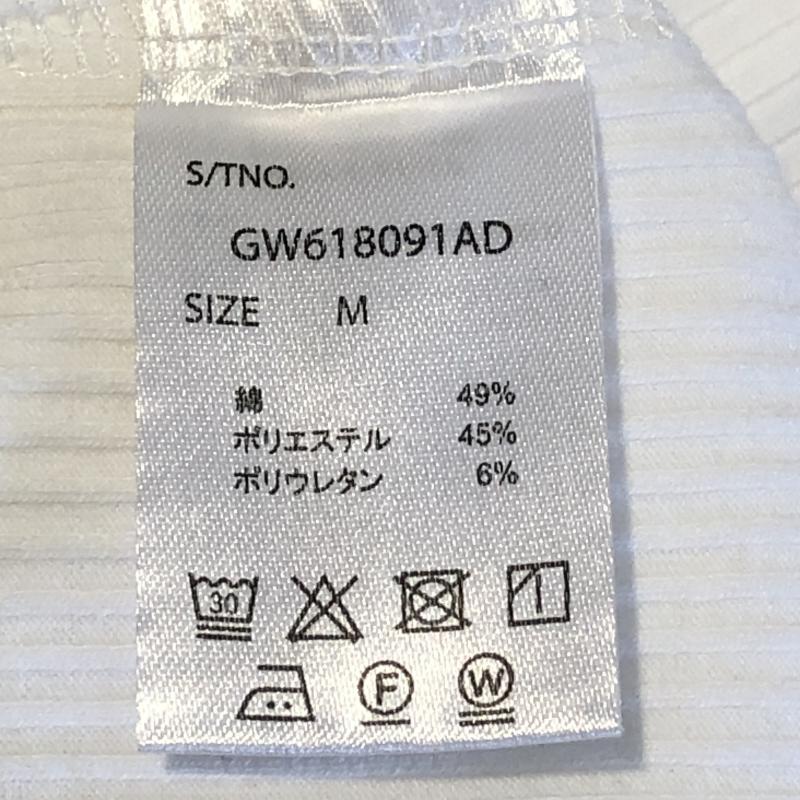 S/TNO.
GW618091AD
SIZE M
綿 49%
ポリエステル 45%
ポリウレタン 6%
30
F W